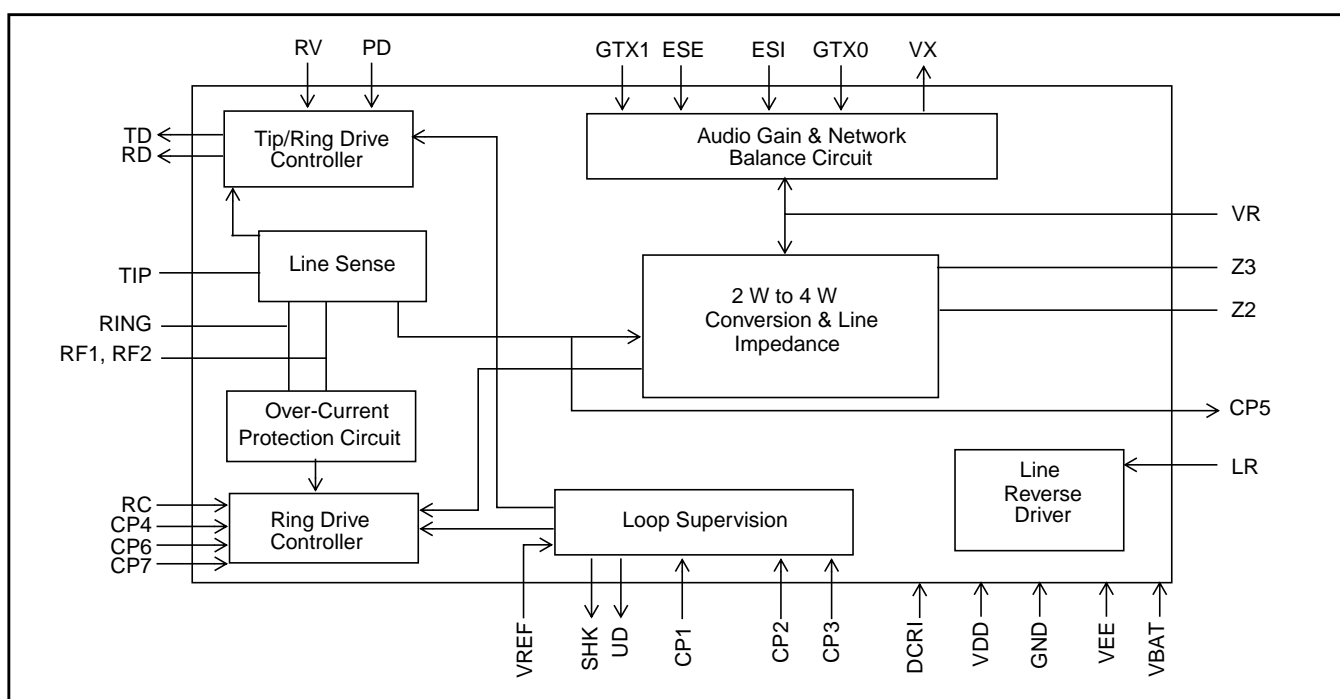 RV PD GTX1 ESE ESI GTX0 VX
TD
RD
Tip/Ring Drive
Controller
Audio Gain & Network
Balance Circuit
VR
Line Sense
TIP
Z3
2 W to 4 W
Conversion & Line
Impedance
Z2
RING
RF1, RF2
Over-Current
Protection Circuit
CP5
Line
Reverse
Driver
LR
RC
CP4
CP6
CP7
Ring Drive
Controller
Loop Supervision
VREF
SHK
UD
CP1
CP2
CP3
DCRI
VDD
GND
VEE
VBAT